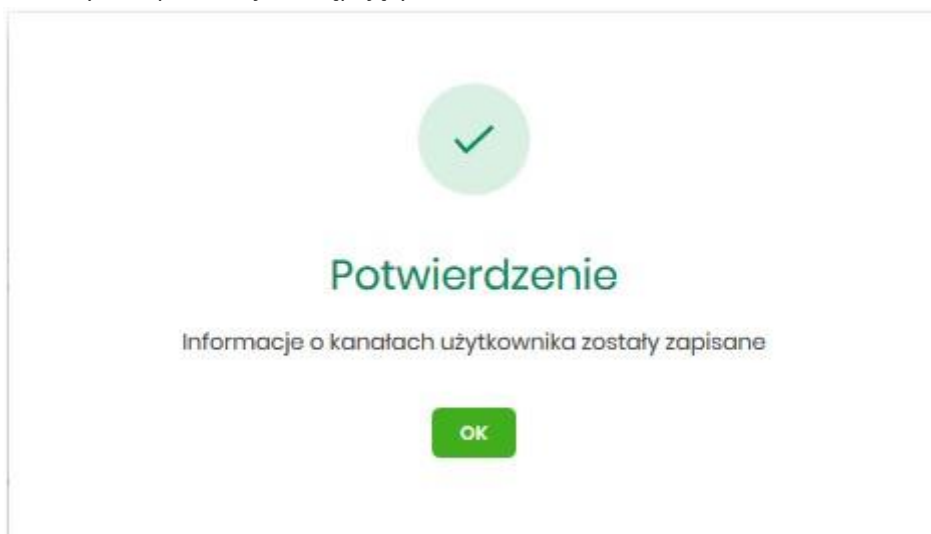 Potwierdzenie
Informacje o kanałach użytkownika zostały zapisane
OK